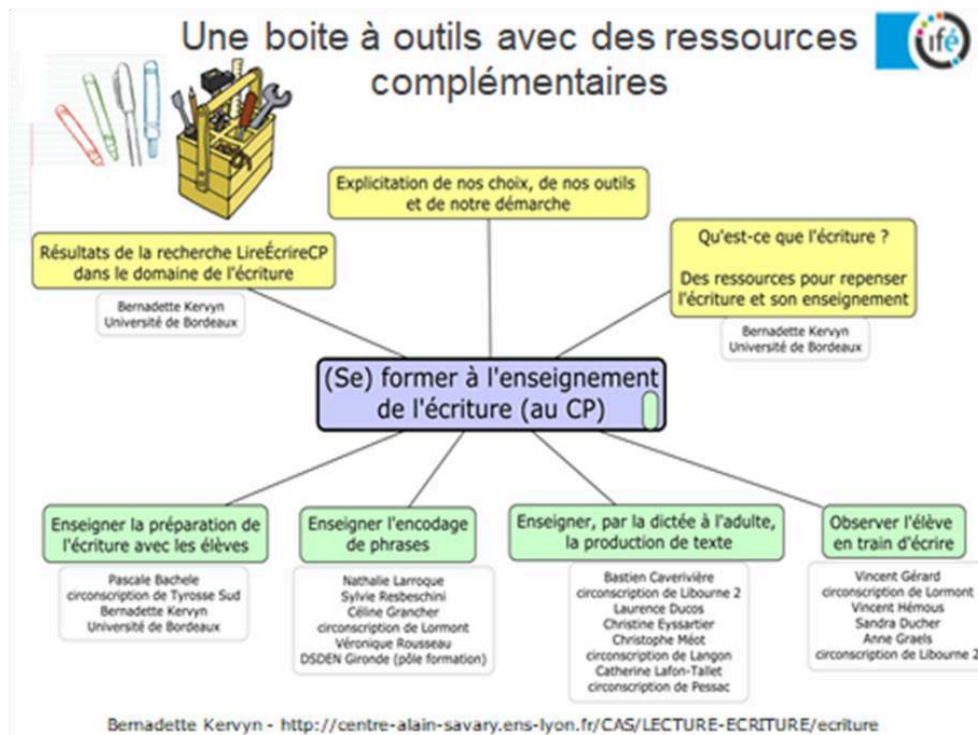 Une boite à outils avec des ressources
complémentaires
ifé
Explicitation de nos choix, de nos outils
et de notre démarche
Résultats de la recherche LireÉcrireCP
dans le domaine de l'écriture
Bernadette Kervyn
Université de Bordeaux
Qu'est-ce que l'écriture ?
Des ressources pour repenser
l'écriture et son enseignement
Bernadette Kervyn
Université de Bordeaux
(Se) former à l'enseignement
de l'écriture (au CP)
Enseigner la préparation de
l'écriture avec les élèves
Pascale Bachele
circonscription de Tyrosse Sud
Bernadette Kervyn
Université de Bordeaux
Enseigner l'encodage
de phrases
Nathalie Larroque
Sylvie Resbeschini
Céline Grancher
circonscription de Lormont
Véronique Rousseau
DSDEN Gironde (pôle formation)
Enseigner, par la dictée à l'adulte,
la production de texte
Bastien Caverivière
circonscription de Libourne 2
Laurence Ducos
Christine Eyssartier
Christophe Méot
circonscription de Langon
Catherine Lafon-Tallet
circonscription de Pessac
Observer l'élève
en train d'écrire
Vincent Gérard
circonscription de Lormont
Vincent Hémous
Sandra Ducher
Anne Graels
circonscription de Libourne 2
Bernadette Kervyn - http://centre-alain-savary.ens-lyon.fr/CAS/LECTURE-ECRITURE/ecriture